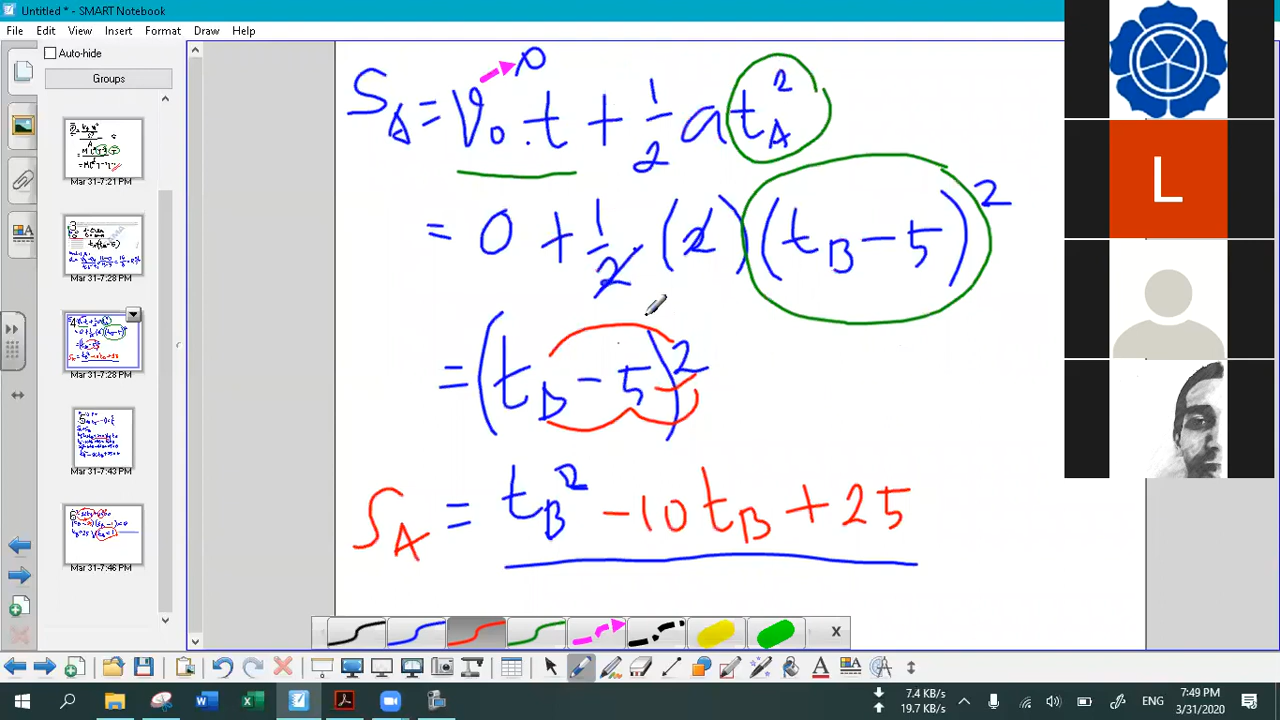 Untitled * - SMART Notebook
File Edit View Insert Format Draw Help
Auto-hide
Groups
Mar 31-7:21 PM
Mar 31-7:28 PM
Mar 31-7:28 PM
Mar 31-7:43 PM
Mar 31-7:46 PM
0
S_A = V_0 . t + 1/2 a t_A^2
= 0 + 1/2 (2) (t_B - 5)^2
= (t_B - 5)^2
S_A = t_B^2 - 10 t_B + 25
L
x
7.4 KB/s
19.7 KB/s
ENG
7:49 PM
3/31/2020